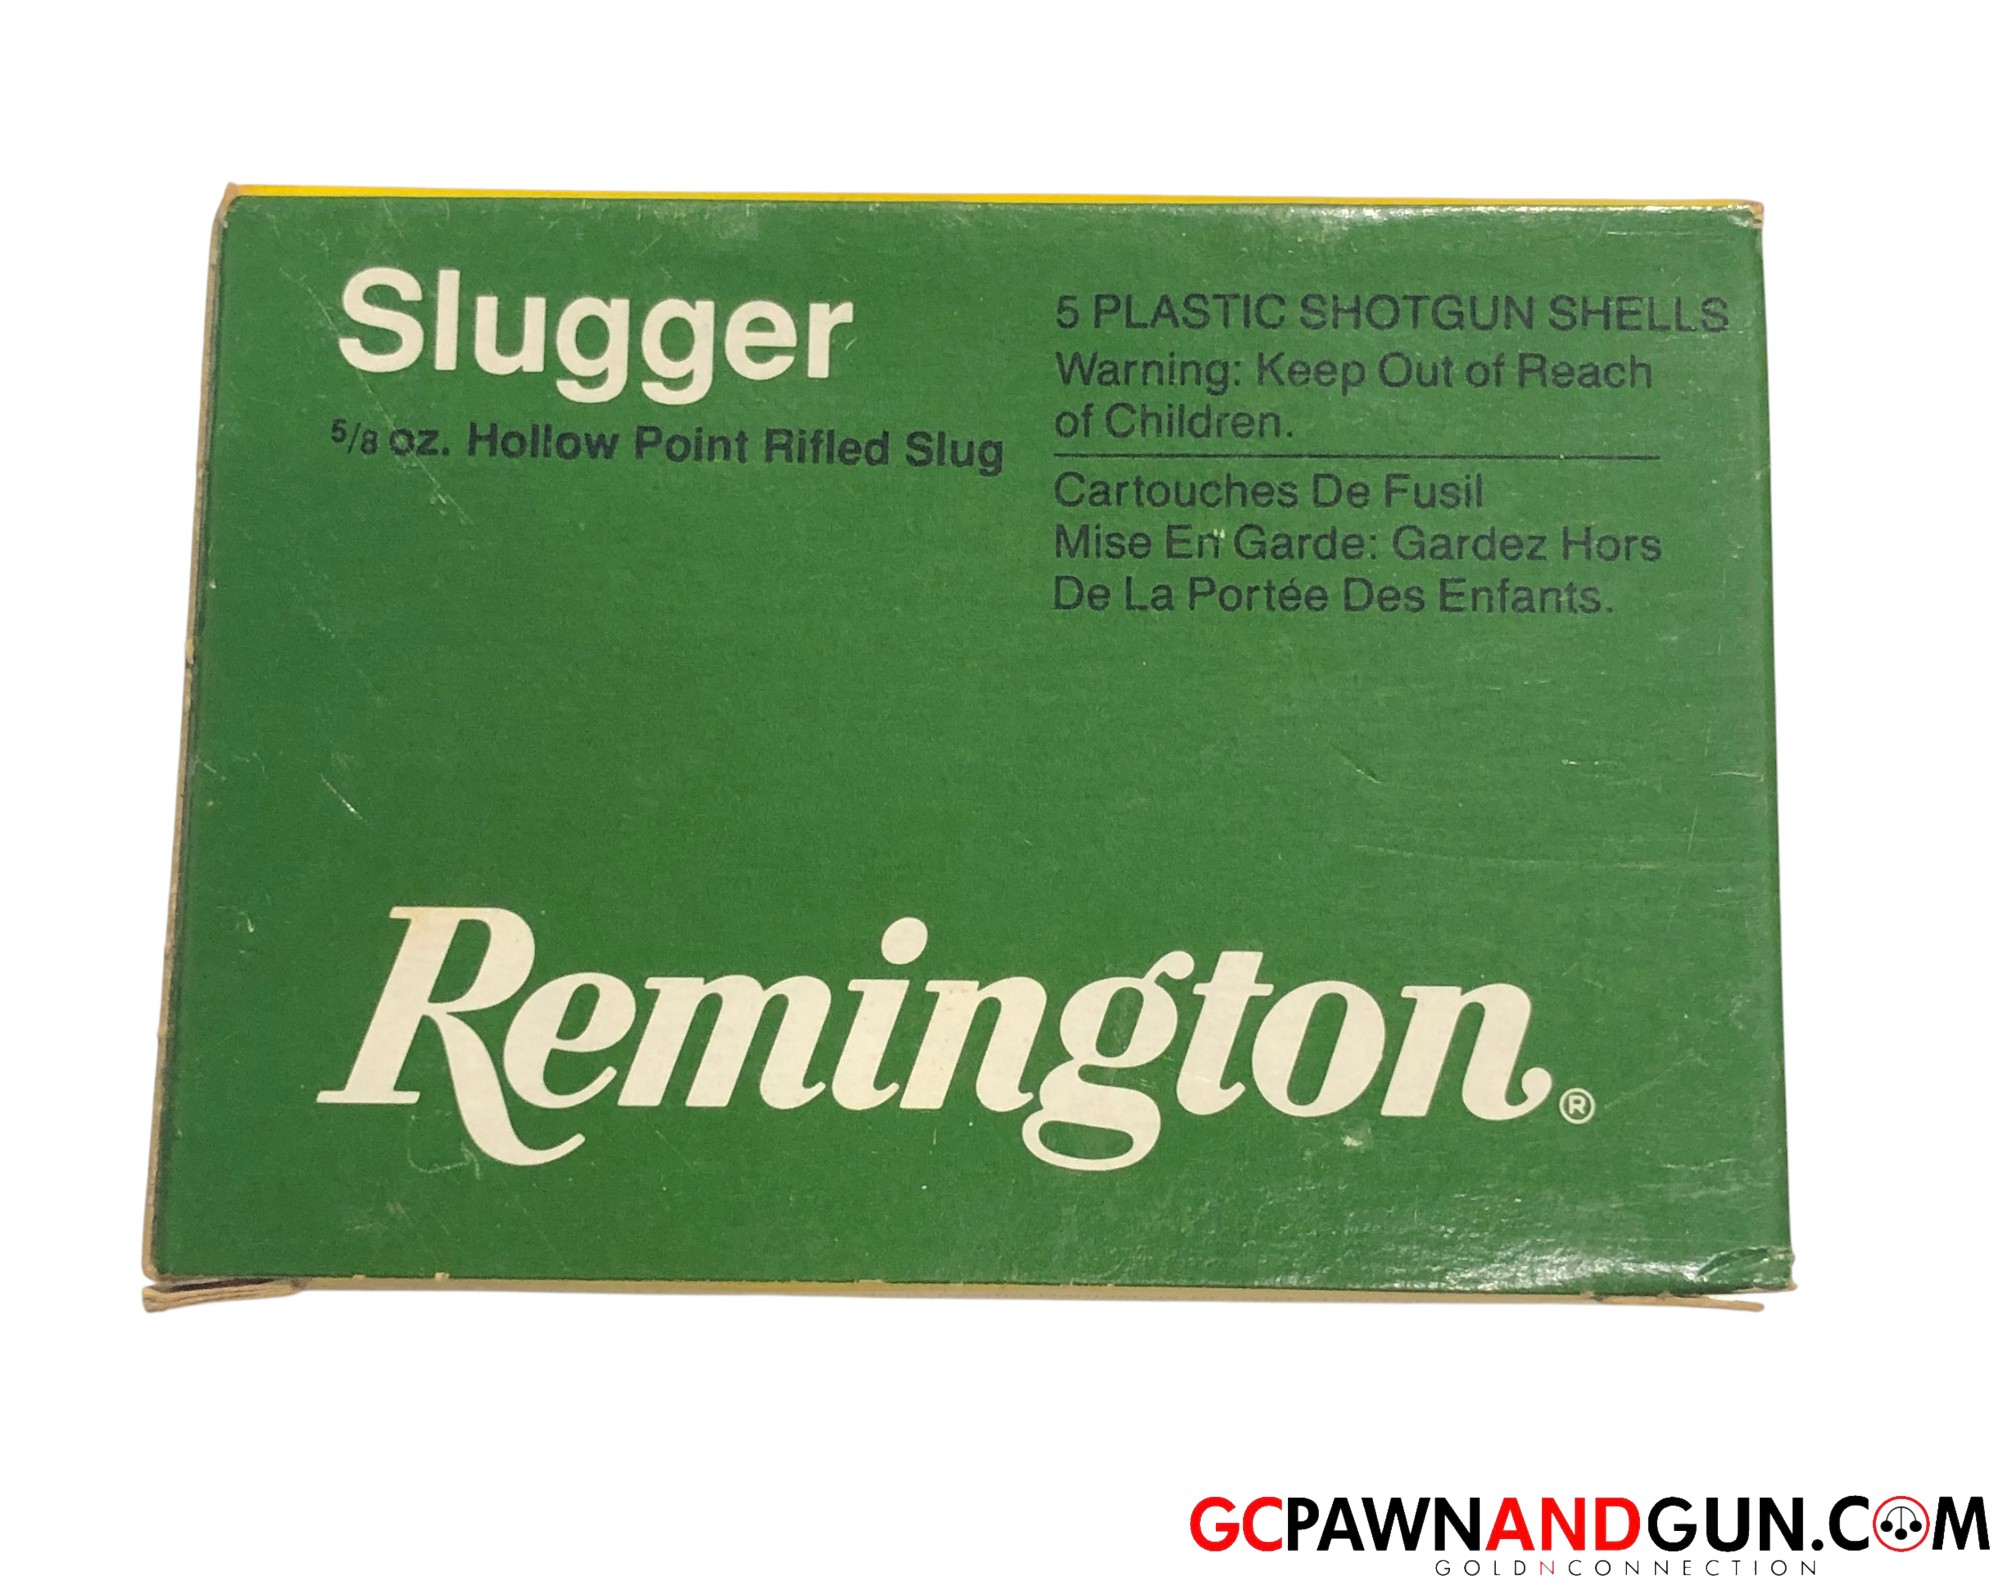 Slugger
5/8 oz. Hollow Point Rifled Slug
5 PLASTIC SHOTGUN SHELLS
Warning: Keep Out of Reach
of Children.
Cartouches De Fusil
Mise En Garde: Gardez Hors
De La Portée Des Enfants.
Remington®
GCPAWNANDGUN.COM
GOLDNCONNECTION